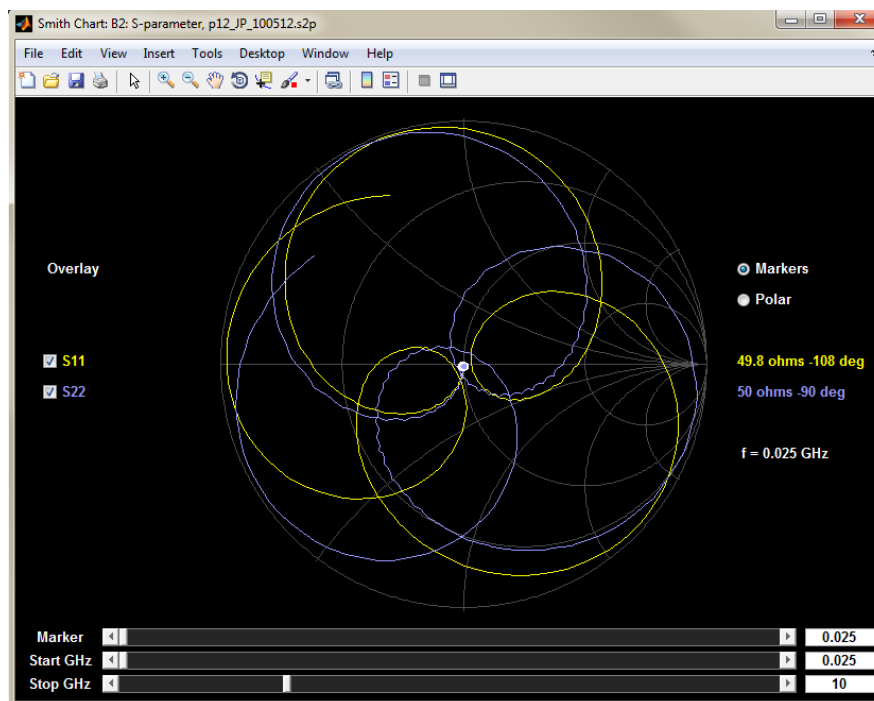 Smith Chart: B2: S-parameter, p12_JP_100512.s2p
File Edit View Insert Tools Desktop Window Help
Overlay
Markers
Polar
S11
49.8 ohms -108 deg
S22
50 ohms -90 deg
f = 0.025 GHz
Marker 0.025
Start GHz 0.025
Stop GHz 10